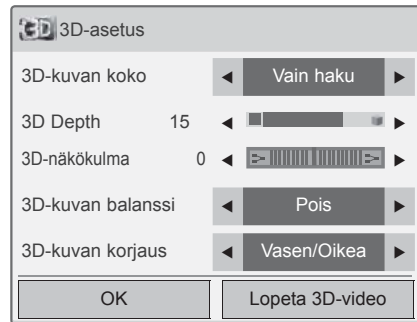 3D 3D-asetus
3D-kuvan koko ◄ Vain haku ►
3D Depth 15 ◄ ►
3D-näkökulma 0 ◄ ►
3D-kuvan balanssi ◄ Pois ►
3D-kuvan korjaus ◄ Vasen/Oikea ►
OK Lopeta 3D-video